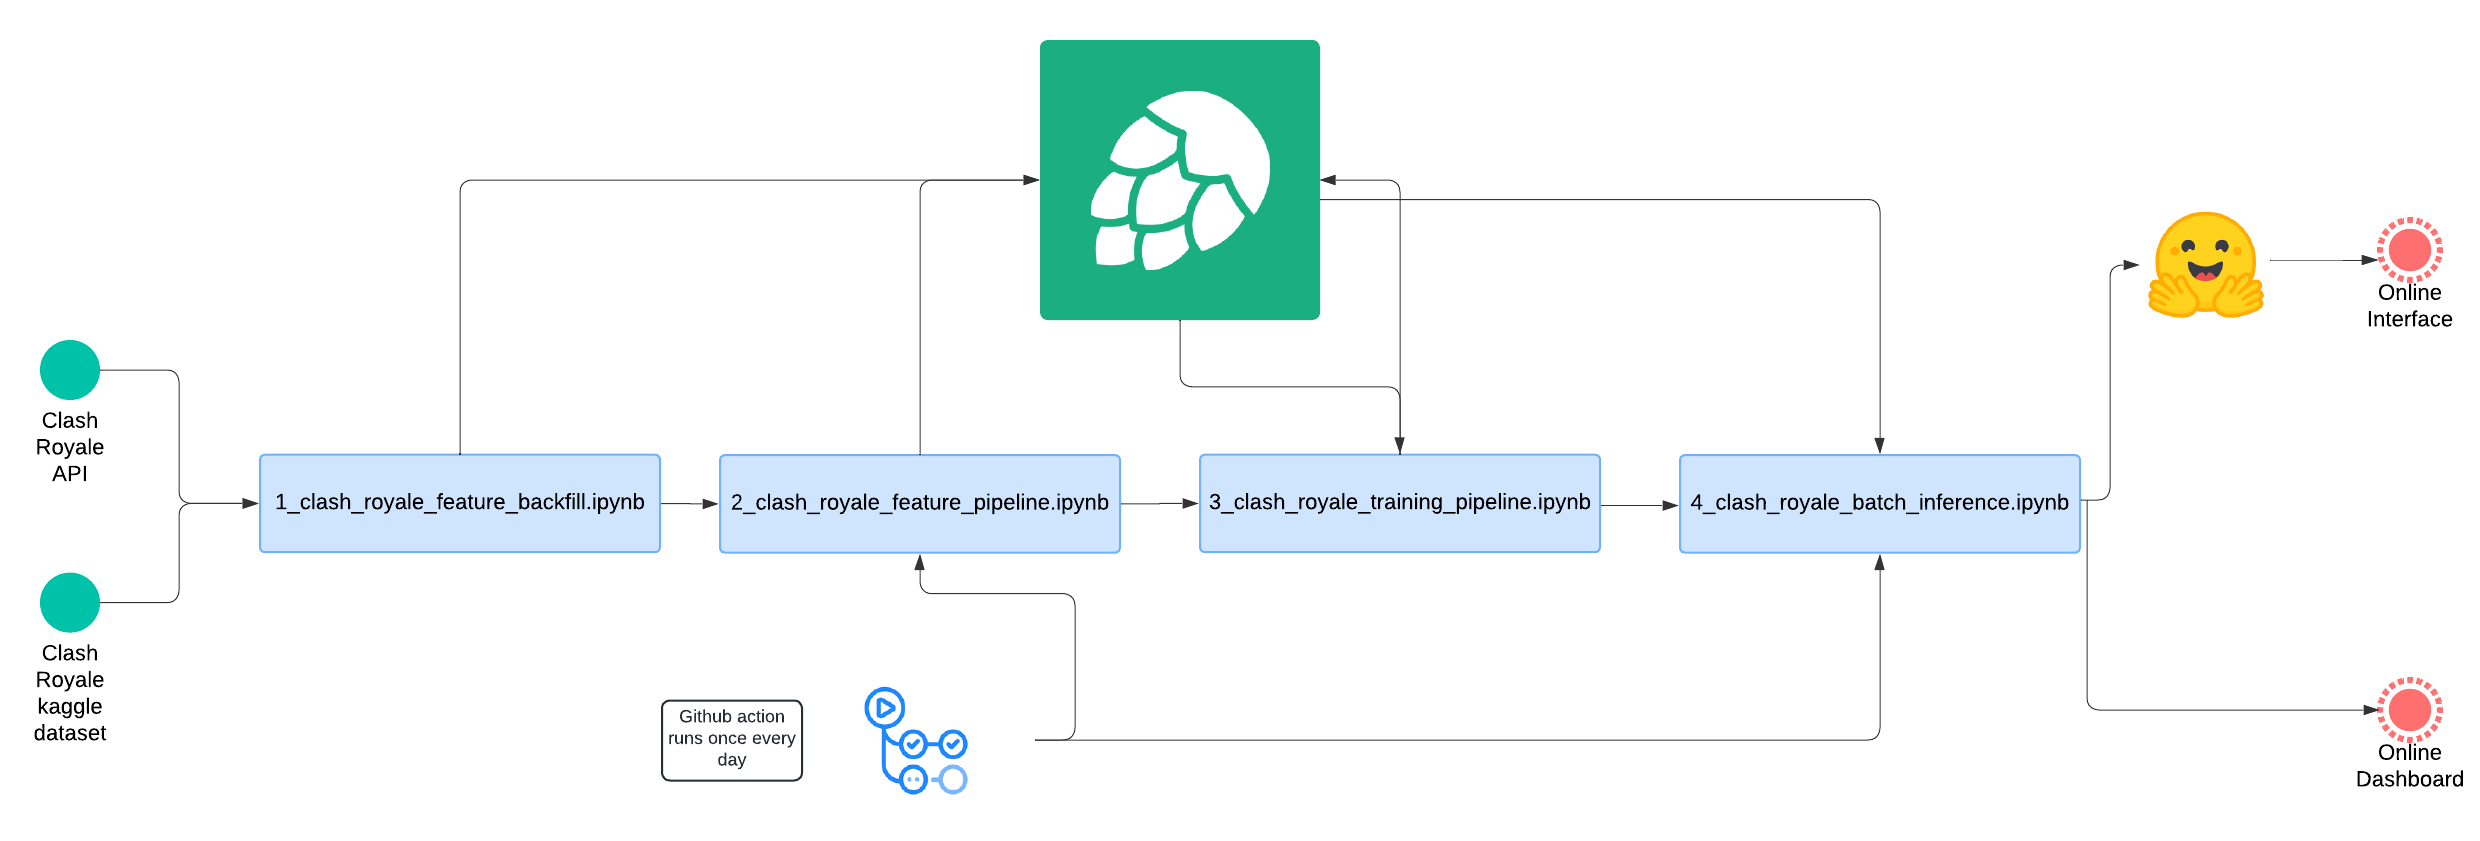 Clash
Royale
API
Clash
Royale
kaggle
dataset
1_clash_royale_feature_backfill.ipynb
2_clash_royale_feature_pipeline.ipynb
3_clash_royale_training_pipeline.ipynb
4_clash_royale_batch_inference.ipynb
Github action
runs once every
day
Online
Interface
Online
Dashboard